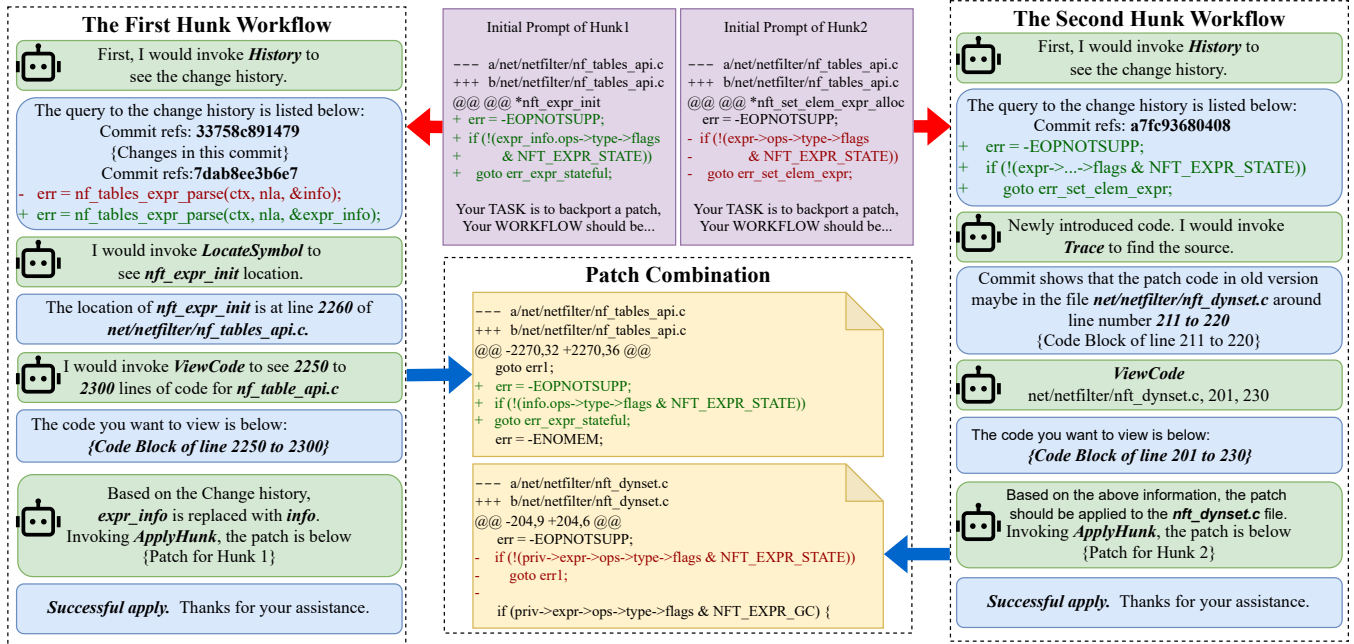 The First Hunk Workflow
First, I would invoke History to
see the change history.
The query to the change history is listed below:
Commit refs: 33758c891479
{Changes in this commit}
Commit refs:7dab8ee3b6e7
- err = nf_tables_expr_parse(ctx, nla, &info);
+ err = nf_tables_expr_parse(ctx, nla, &expr_info);
I would invoke LocateSymbol to
see nft_expr_init location.
The location of nft_expr_init is at line 2260 of
net/netfilter/nf_tables_api.c.
I would invoke ViewCode to see 2250 to
2300 lines of code for nf_table_api.c
The code you want to view is below:
{Code Block of line 2250 to 2300}
Based on the Change history,
expr_info is replaced with info.
Invoking ApplyHunk, the patch is below
{Patch for Hunk 1}
Successful apply. Thanks for your assistance.
Initial Prompt of Hunk1
--- a/net/netfilter/nf_tables_api.c
+++ b/net/netfilter/nf_tables_api.c
@@ @@ *nft_expr_init
+ err = -EOPNOTSUPP;
+ if (!(expr_info.ops->type->flags
+ & NFT_EXPR_STATE))
+ goto err_expr_stateful;
Your TASK is to backport a patch,
Your WORKFLOW should be...
Initial Prompt of Hunk2
--- a/net/netfilter/nf_tables_api.c
+++ b/net/netfilter/nf_tables_api.c
@@ @@ *nft_set_elem_expr_alloc
err = -EOPNOTSUPP;
- if (!(expr->ops->type->flags
- & NFT_EXPR_STATE))
- goto err_set_elem_expr;
Your TASK is to backport a patch,
Your WORKFLOW should be...
Patch Combination
--- a/net/netfilter/nf_tables_api.c
+++ b/net/netfilter/nf_tables_api.c
@@ -2270,32 +2270,36 @@
goto err1;
+ err = -EOPNOTSUPP;
+ if (!(info.ops->type->flags & NFT_EXPR_STATE))
+ goto err_expr_stateful;
err = -ENOMEM;
--- a/net/netfilter/nft_dynset.c
+++ b/net/netfilter/nft_dynset.c
@@ -204,9 +204,6 @@
err = -EOPNOTSUPP;
- if (!(priv->expr->ops->type->flags & NFT_EXPR_STATE))
- goto err1;
-
if (priv->expr->ops->type->flags & NFT_EXPR_GC) {
The Second Hunk Workflow
First, I would invoke History to
see the change history.
The query to the change history is listed below:
Commit refs: a7fc93680408
+ err = -EOPNOTSUPP;
+ if (!(expr->...->flags & NFT_EXPR_STATE))
+ goto err_set_elem_expr;
Newly introduced code. I would invoke
Trace to find the source.
Commit shows that the patch code in old version
maybe in the file net/netfilter/nft_dynset.c around
line number 211 to 220
{Code Block of line 211 to 220}
ViewCode
net/netfilter/nft_dynset.c, 201, 230
The code you want to view is below:
{Code Block of line 201 to 230}
Based on the above information, the patch
should be applied to the nft_dynset.c file.
Invoking ApplyHunk, the patch is below
{Patch for Hunk 2}
Successful apply. Thanks for your assistance.